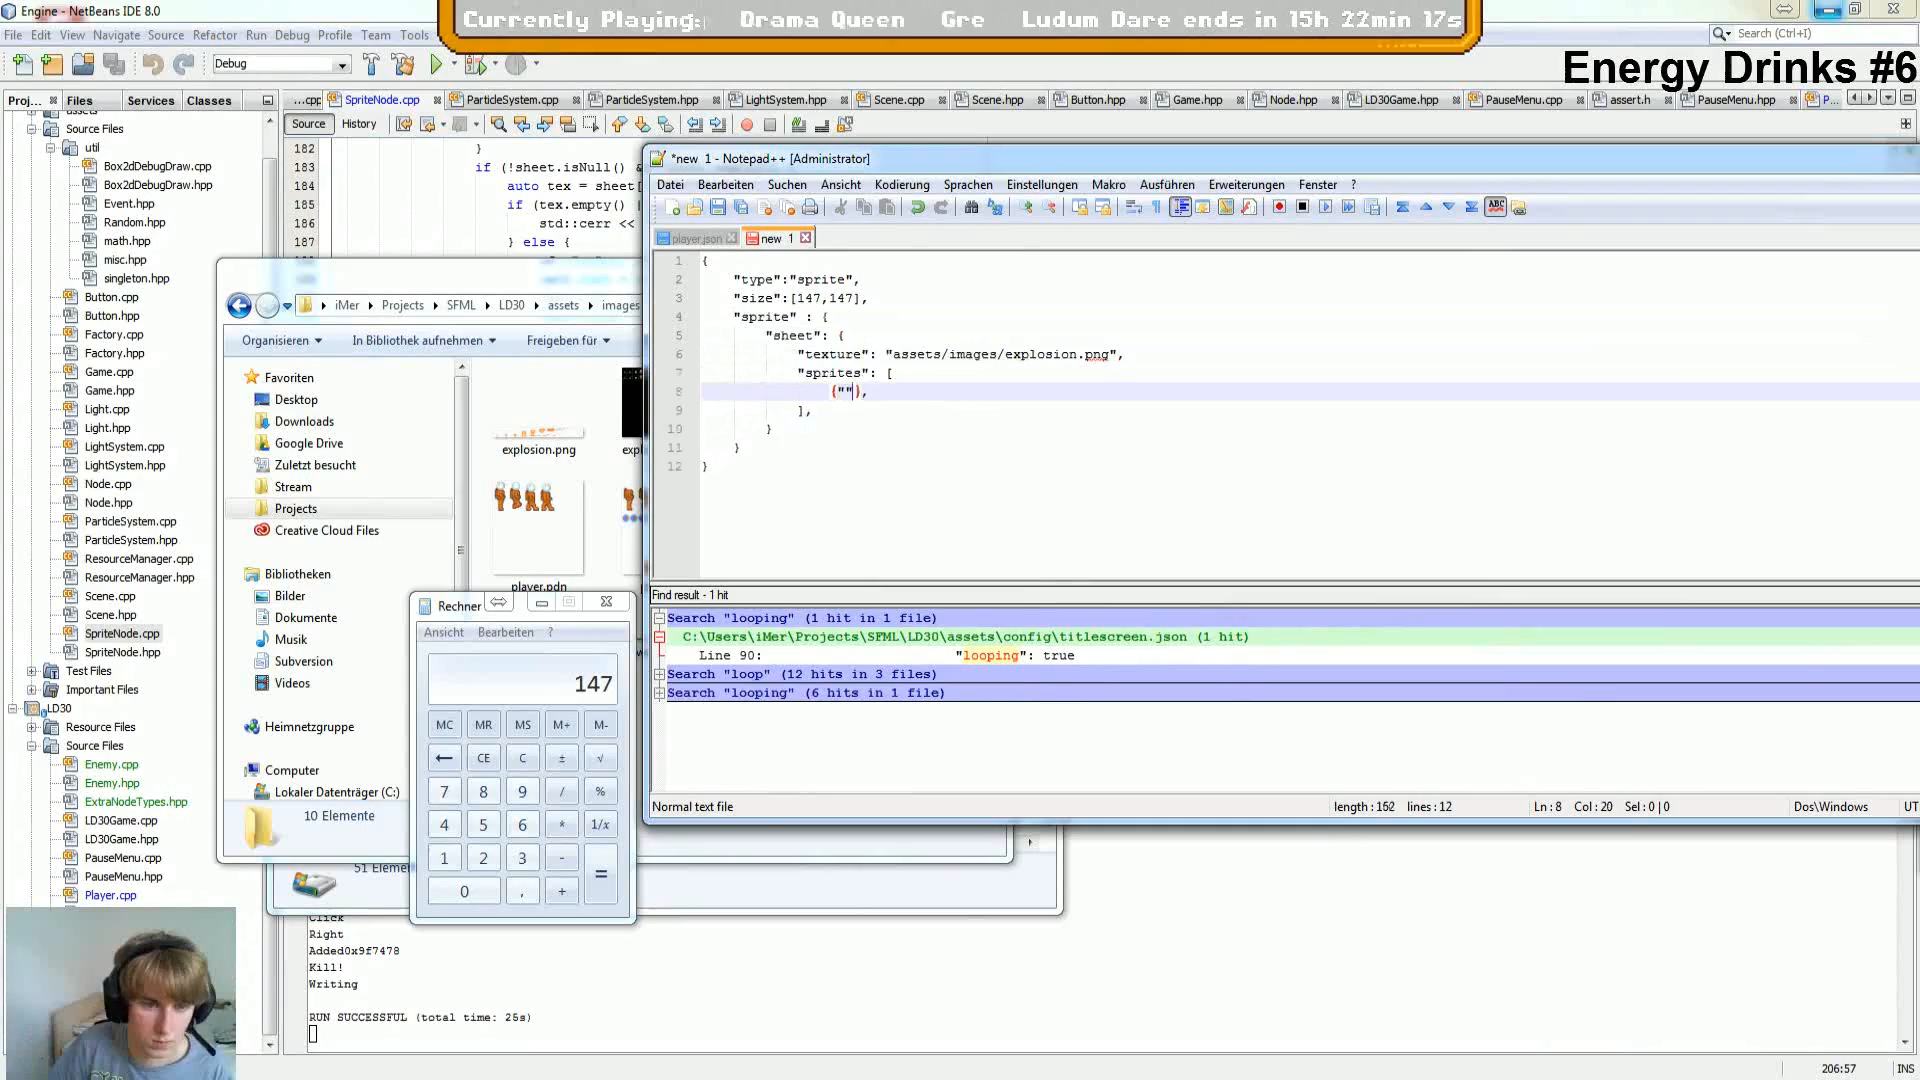 Engine - NetBeans IDE 8.0
Currently Playing: Drama Queen Gre Ludum Dare ends in 15h 22min 17s
File Edit View Navigate Source Refactor Run Debug Profile Team Tools
Search (Ctrl+I)
Debug
Energy Drinks #6
Proj... Files Services Classes
...cpp SpriteNode.cpp ParticleSystem.cpp ParticleSystem.hpp LightSystem.hpp Scene.cpp Scene.hpp Button.hpp Game.hpp Node.hpp LD30Game.hpp PauseMenu.cpp assert.h PauseMenu.hpp P...
Source History
Source Files
util
Box2dDebugDraw.cpp
Box2dDebugDraw.hpp
Event.hpp
Random.hpp
math.hpp
misc.hpp
singleton.hpp
Button.cpp
Button.hpp
Factory.cpp
Factory.hpp
Game.cpp
Game.hpp
Light.cpp
Light.hpp
LightSystem.cpp
LightSystem.hpp
Node.cpp
Node.hpp
ParticleSystem.cpp
ParticleSystem.hpp
ResourceManager.cpp
ResourceManager.hpp
Scene.cpp
Scene.hpp
SpriteNode.cpp
SpriteNode.hpp
Test Files
Important Files
LD30
Resource Files
Source Files
Enemy.cpp
Enemy.hpp
ExtraNodeTypes.hpp
LD30Game.cpp
LD30Game.hpp
PauseMenu.cpp
PauseMenu.hpp
Player.cpp
182 }
183 if (!sheet.isNull() &
184 auto tex = sheet[
185 if (tex.empty() |
186 std::cerr <<
187 } else {
iMer Projects SFML LD30 assets images
Organisieren In Bibliothek aufnehmen Freigeben für
Favoriten
Desktop
Downloads
Google Drive
Zuletzt besucht
Stream
Projects
Creative Cloud Files
Bibliotheken
Bilder
Dokumente
Musik
Subversion
Videos
Heimnetzgruppe
Computer
Lokaler Datenträger (C:)
10 Elemente
explosion.png
player.pdn
51 Eleme
Rechner
Ansicht Bearbeiten ?
147
MC MR MS M+ M-
← CE C ± √
7 8 9 / %
4 5 6 * 1/x
1 2 3 - =
0 , +
*new 1 - Notepad++ [Administrator]
Datei Bearbeiten Suchen Ansicht Kodierung Sprachen Einstellungen Makro Ausführen Erweiterungen Fenster ?
player.json new 1
1 {
2 "type":"sprite",
3 "size":[147,147],
4 "sprite" : {
5 "sheet": {
6 "texture": "assets/images/explosion.png",
7 "sprites": [
8 {""},
9 ],
10 }
11 }
12 }
Find result - 1 hit
Search "looping" (1 hit in 1 file)
C:\Users\iMer\Projects\SFML\LD30\assets\config\titlescreen.json (1 hit)
Line 90: "looping": true
Search "loop" (12 hits in 3 files)
Search "looping" (6 hits in 1 file)
Normal text file length : 152 lines : 12 Ln : 8 Col : 20 Sel : 0 | 0 Dos\Windows UT
Click
Right
Added0x9f7478
Kill!
Writing
RUN SUCCESSFUL (total time: 25s)
206:57 INS